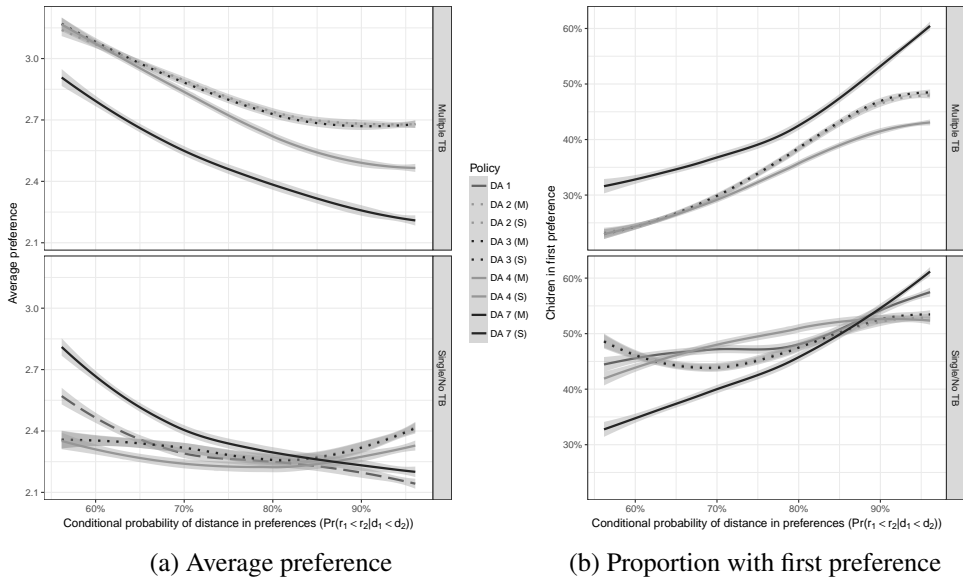 3.0
2.7
2.4
2.1
Mulitple TB
3.0
2.7
2.4
2.1
Single/No TB
60%
70%
80%
90%
Average preference
Conditional probability of distance in preferences (Pr(r1 < r2|d1 < d2))
Policy
DA 1
DA 2 (M)
DA 2 (S)
DA 3 (M)
DA 3 (S)
DA 4 (M)
DA 4 (S)
DA 7 (M)
DA 7 (S)
60%
50%
40%
30%
Mulitple TB
60%
50%
40%
30%
Single/No TB
60%
70%
80%
90%
Chidren in first preference
Conditional probability of distance in preferences (Pr(r1 < r2|d1 < d2))
(a) Average preference
(b) Proportion with first preference